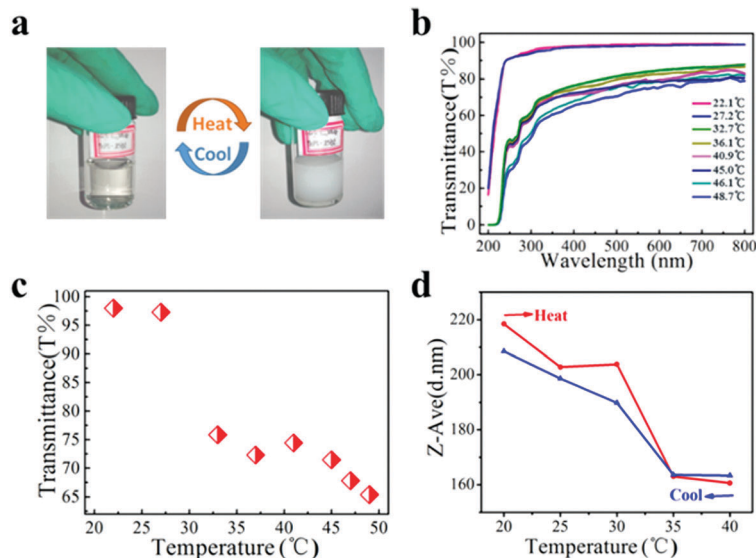 a
Heat
Cool
b
Transmittance(T%)
100
80
60
40
20
0
22.1℃
27.2℃
32.7℃
36.1℃
40.9℃
45.0℃
46.1℃
48.7℃
200 300 400 500 600 700 800
Wavelength (nm)
c
Transmittance(T%)
100
95
90
85
80
75
70
65
20 25 30 35 40 45 50
Temperature (℃)
d
Z-Ave(d.nm)
220
200
180
160
Heat
Cool
20 25 30 35 40
Temperature (℃)